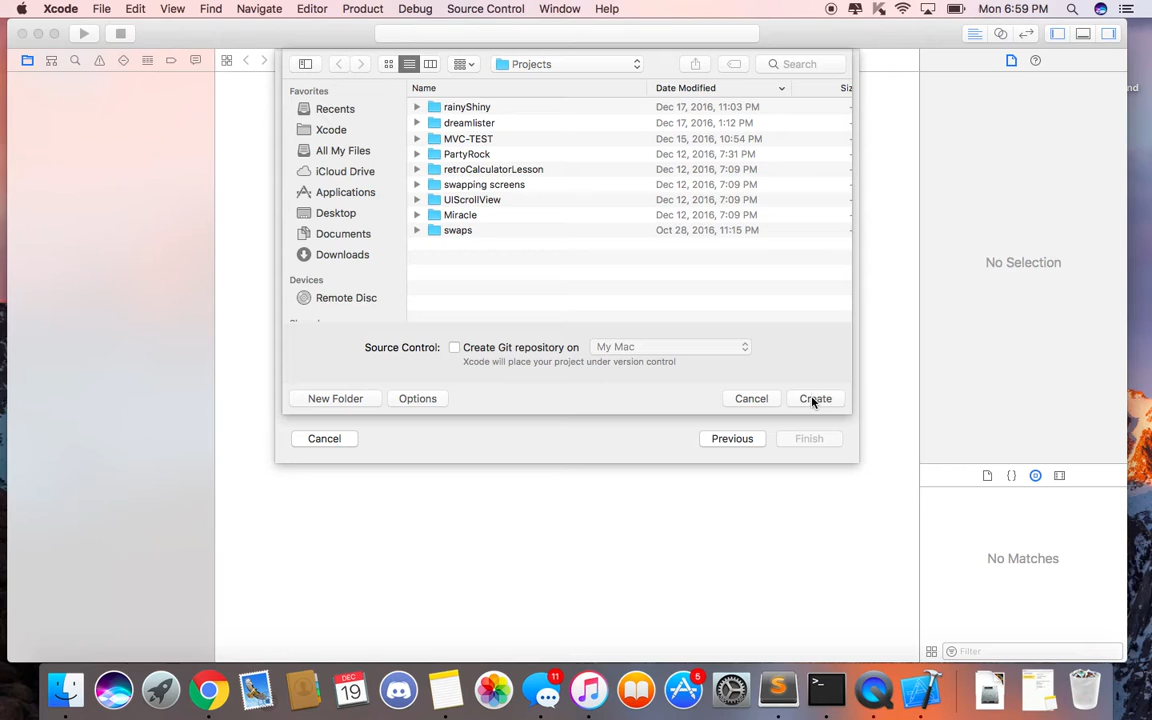 Xcode File Edit View Find Navigate Editor Product Debug Source Control Window Help Mon 6:59 PM
Projects Search
Favorites
Recents
Xcode
All My Files
iCloud Drive
Applications
Desktop
Documents
Downloads
Devices
Remote Disc
Name Date Modified
rainyShiny Dec 17, 2016, 11:03 PM
dreamlister Dec 17, 2016, 1:12 PM
MVC-TEST Dec 15, 2016, 10:54 PM
PartyRock Dec 12, 2016, 7:31 PM
retroCalculatorLesson Dec 12, 2016, 7:09 PM
swapping screens Dec 12, 2016, 7:09 PM
UIScrollView Dec 12, 2016, 7:09 PM
Miracle Dec 12, 2016, 7:09 PM
swaps Oct 28, 2016, 11:15 PM
Source Control: Create Git repository on My Mac
Xcode will place your project under version control
New Folder Options Cancel Create
Cancel Previous Finish
No Selection
No Matches
Filter
DEC
19
11
5